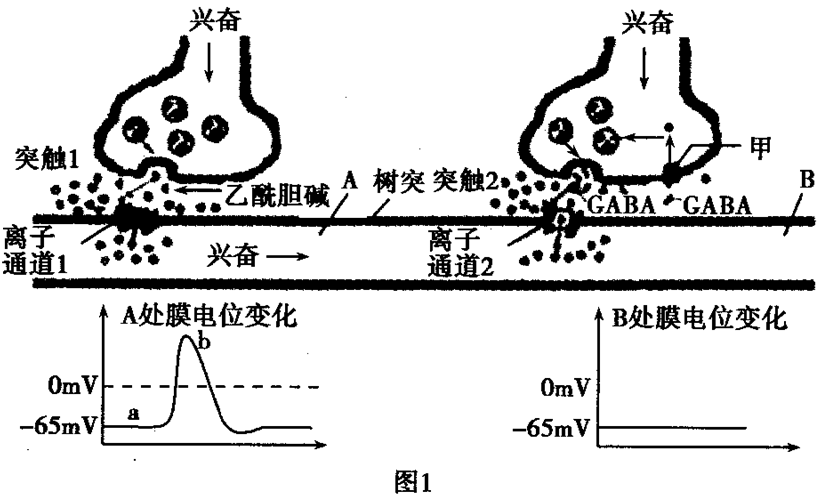 兴奋
兴奋
突触1
乙酰胆碱
A
树突
突触2
甲
B
GABA
GABA
离子
通道1
兴奋
离子
通道2
A处膜电位变化
b
0mV
a
-65mV
B处膜电位变化
0mV
-65mV
图1